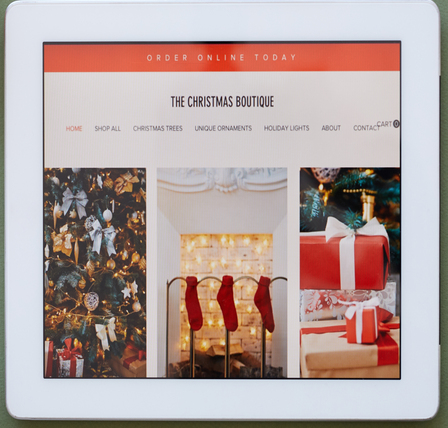 ORDER ONLINE TODAY
THE CHRISTMAS BOUTIQUE
CART 0
HOME SHOP ALL CHRISTMAS TREES UNIQUE ORNAMENTS HOLIDAY LIGHTS ABOUT CONTACT